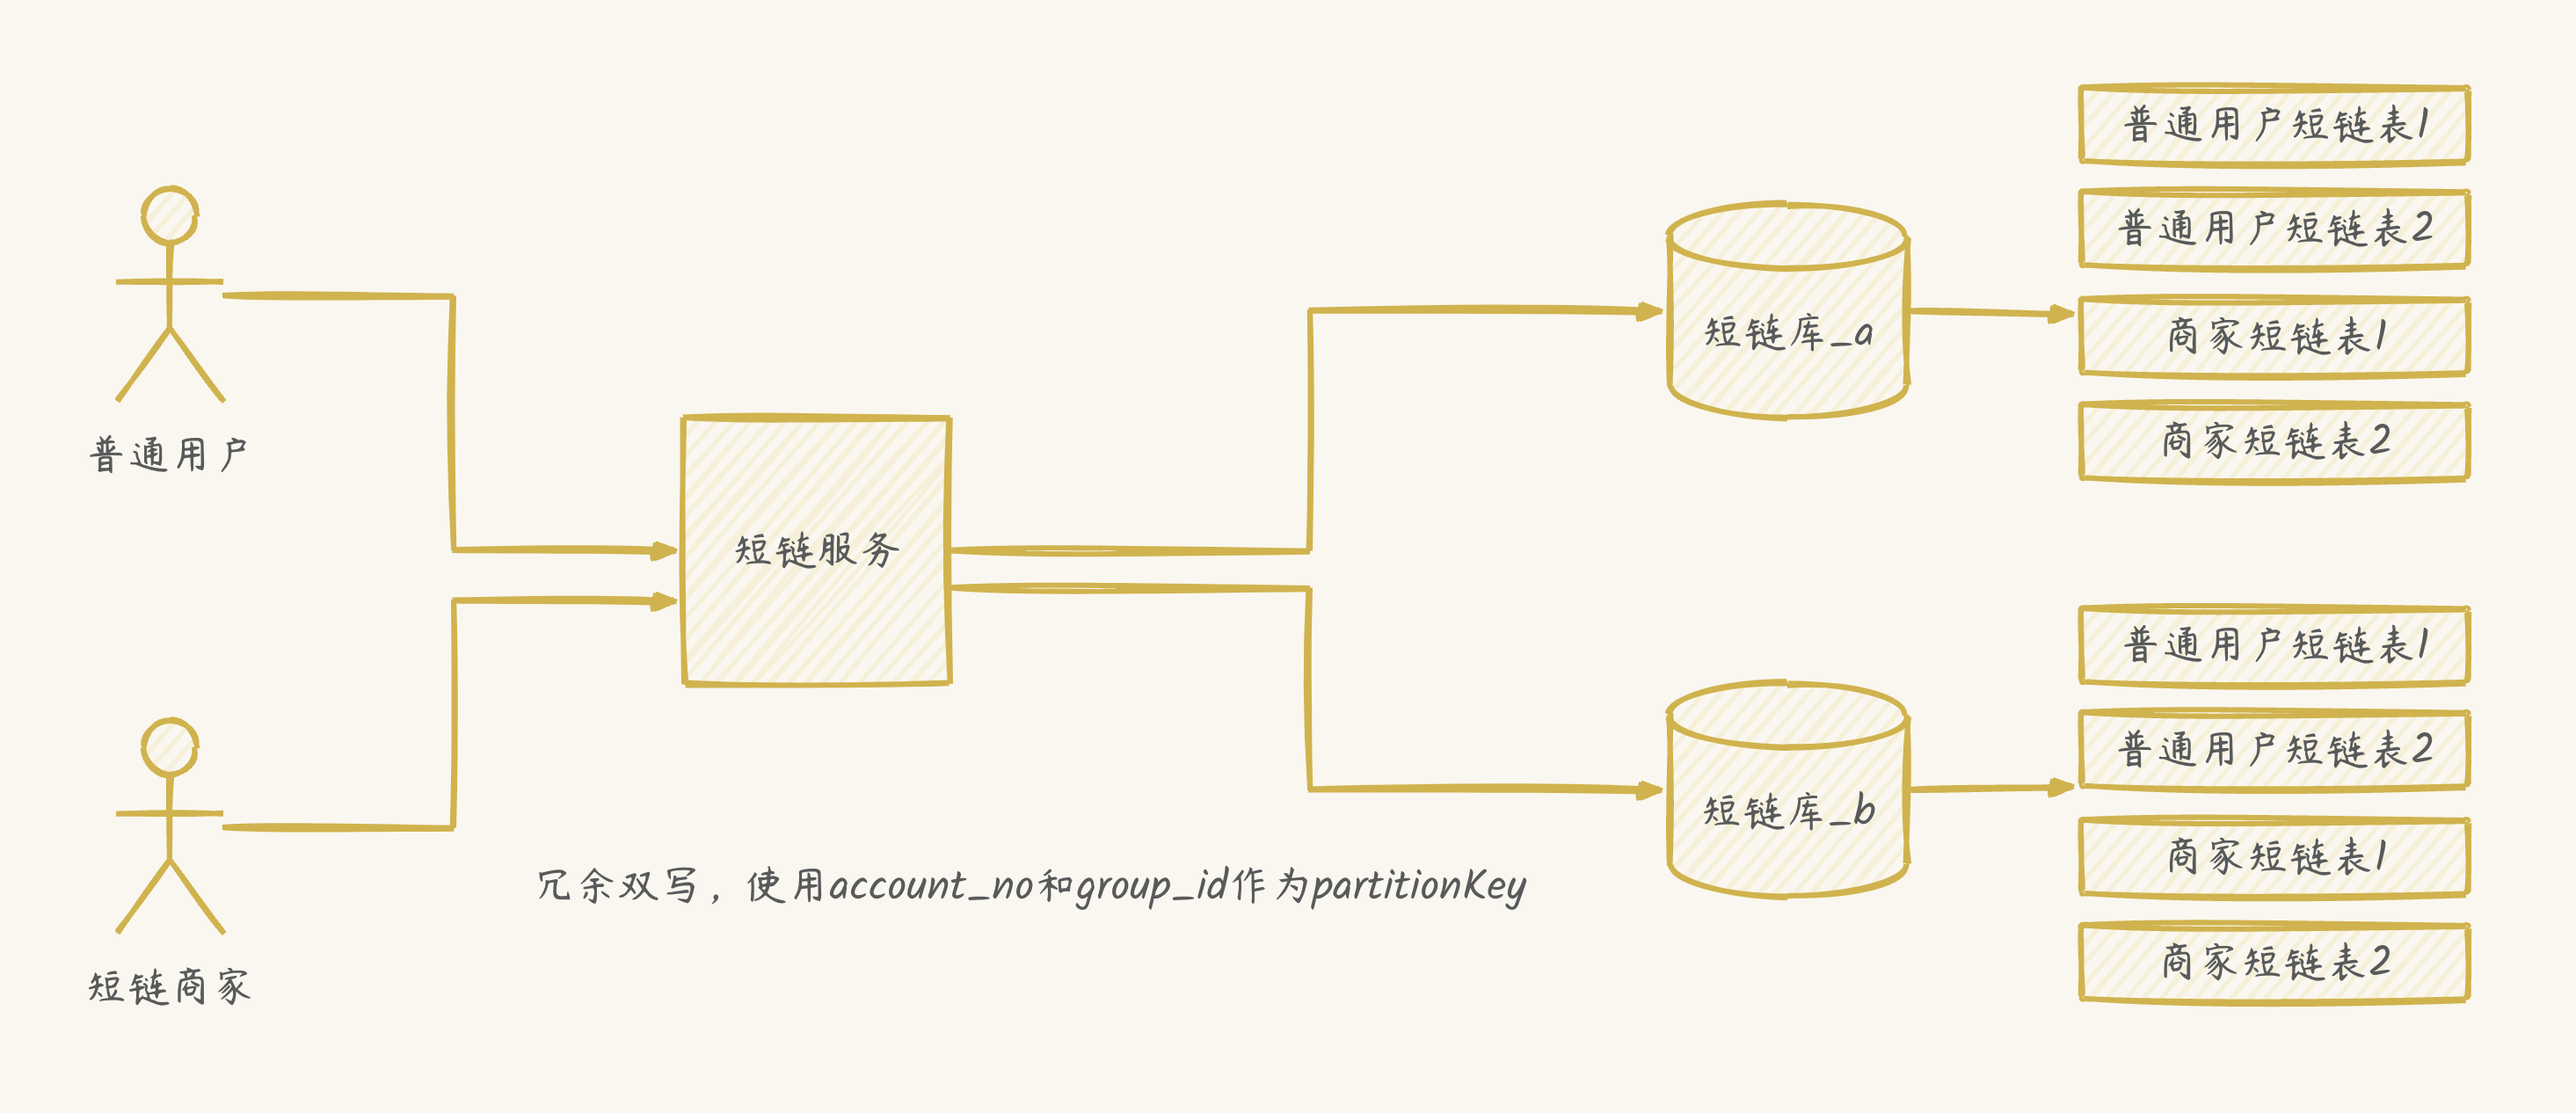 普通用户
短链商家
短链服务
冗余双写，使用account_no和group_id作为partitionKey
短链库_a
普通用户短链表1
普通用户短链表2
商家短链表1
商家短链表2
短链库_b
普通用户短链表1
普通用户短链表2
商家短链表1
商家短链表2